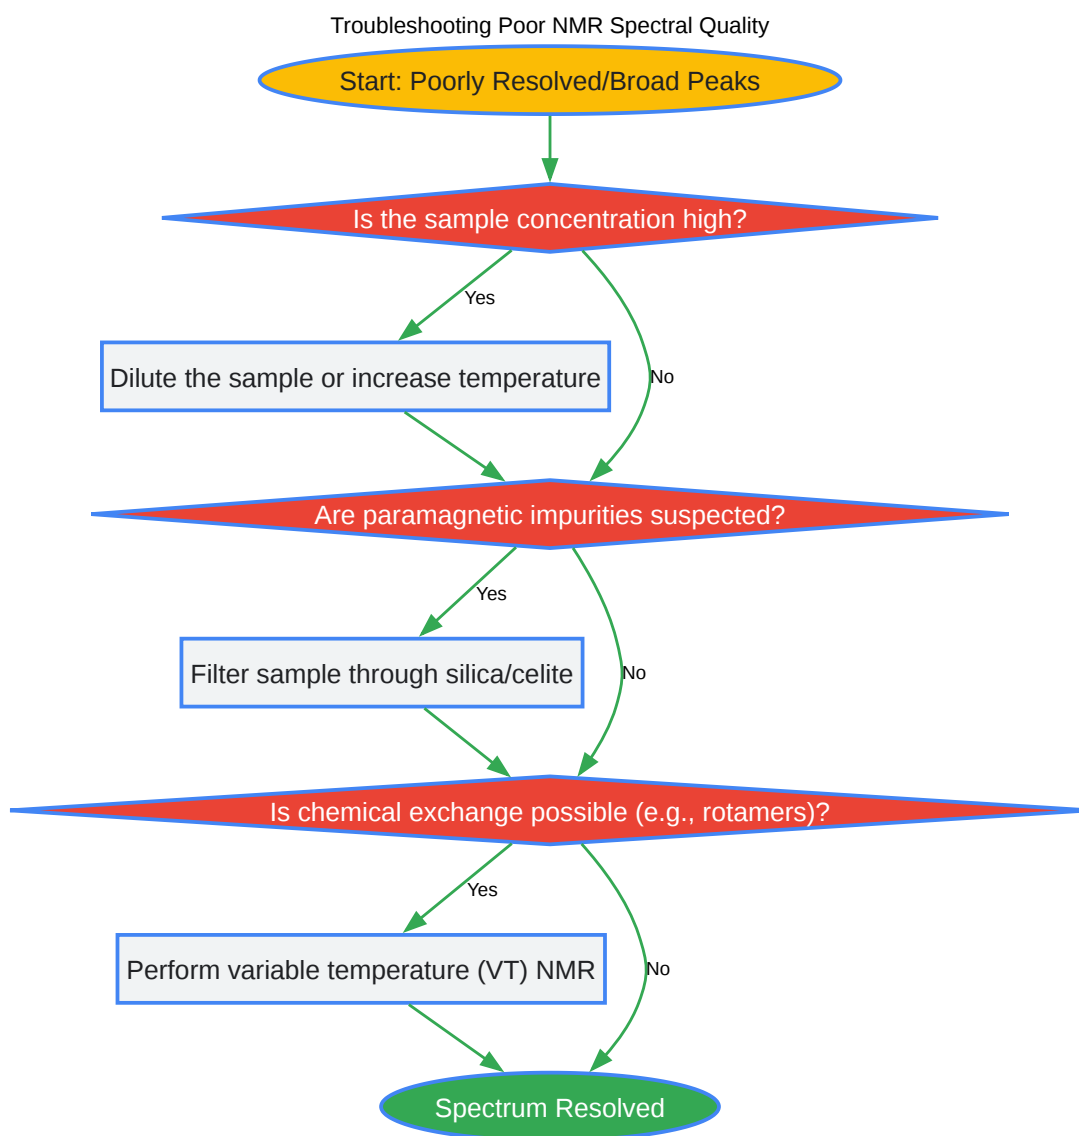 Troubleshooting Poor NMR Spectral Quality
Start: Poorly Resolved/Broad Peaks
Is the sample concentration high?
Yes
Dilute the sample or increase temperature
No
Are paramagnetic impurities suspected?
Yes
Filter sample through silica/celite
No
Is chemical exchange possible (e.g., rotamers)?
Yes
Perform variable temperature (VT) NMR
No
Spectrum Resolved